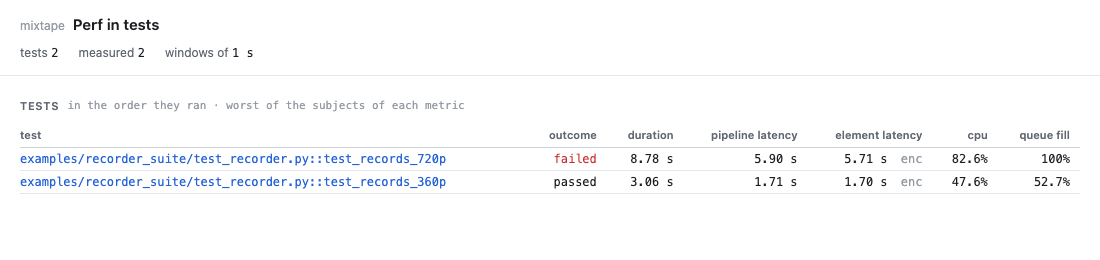 mixtape Perf in tests
tests 2 measured 2 windows of 1 s
TESTS in the order they ran · worst of the subjects of each metric
test outcome duration pipeline latency element latency cpu queue fill
examples/recorder_suite/test_recorder.py::test_records_720p failed 8.78 s 5.90 s 5.71 s enc 82.6% 100%
examples/recorder_suite/test_recorder.py::test_records_360p passed 3.06 s 1.71 s 1.70 s enc 47.6% 52.7%